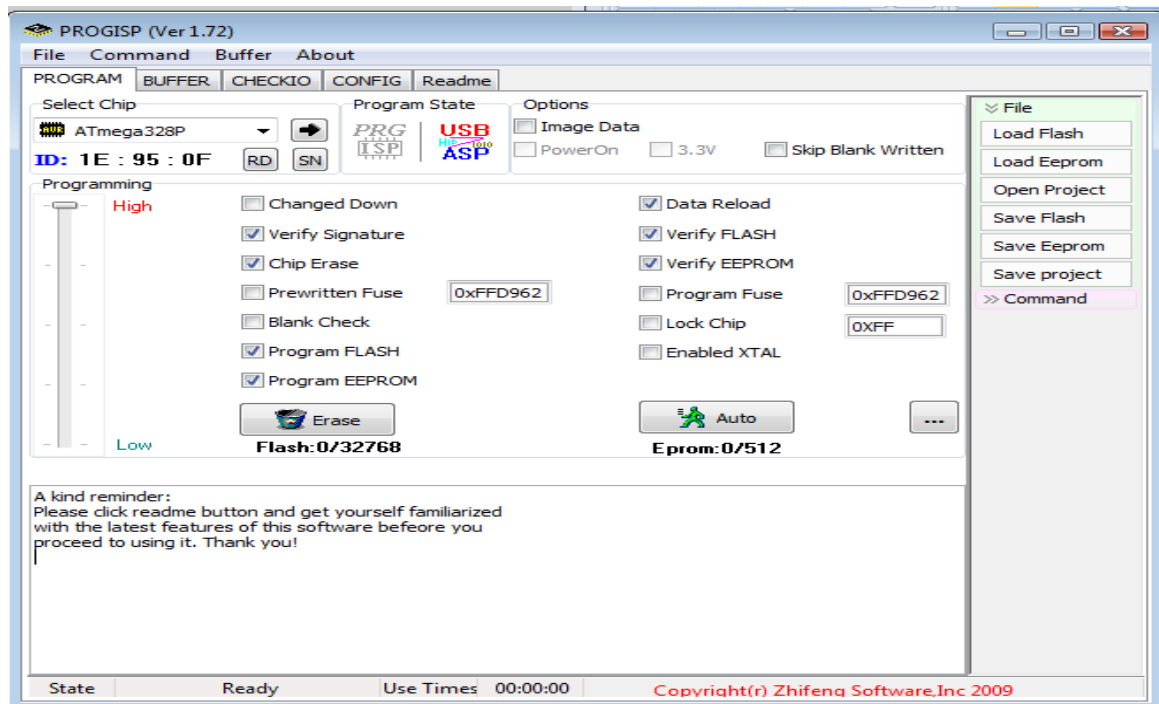 PROGISP (Ver 1.72)
File Command Buffer About
PROGRAM BUFFER CHECKIO CONFIG Readme
Select Chip
ATmega328P
ID: 1E : 95 : 0F RD SN
Program State
PRG
ISP
USB
ASP
Options
Image Data
PowerOn 3.3V Skip Blank Written
Programming
High
Low
Changed Down
Verify Signature
Chip Erase
Prewritten Fuse 0xFFD962
Blank Check
Program FLASH
Program EEPROM
Erase
Flash:0/32768
Data Reload
Verify FLASH
Verify EEPROM
Program Fuse 0xFFD962
Lock Chip 0XFF
Enabled XTAL
Auto
...
Eprom:0/512
File
Load Flash
Load Eeprom
Open Project
Save Flash
Save Eeprom
Save project
Command
A kind reminder:
Please click readme button and get yourself familiarized
with the latest features of this software befeore you
proceed to using it. Thank you!
State Ready Use Times 00:00:00 Copyright(r) Zhifeng Software,Inc 2009